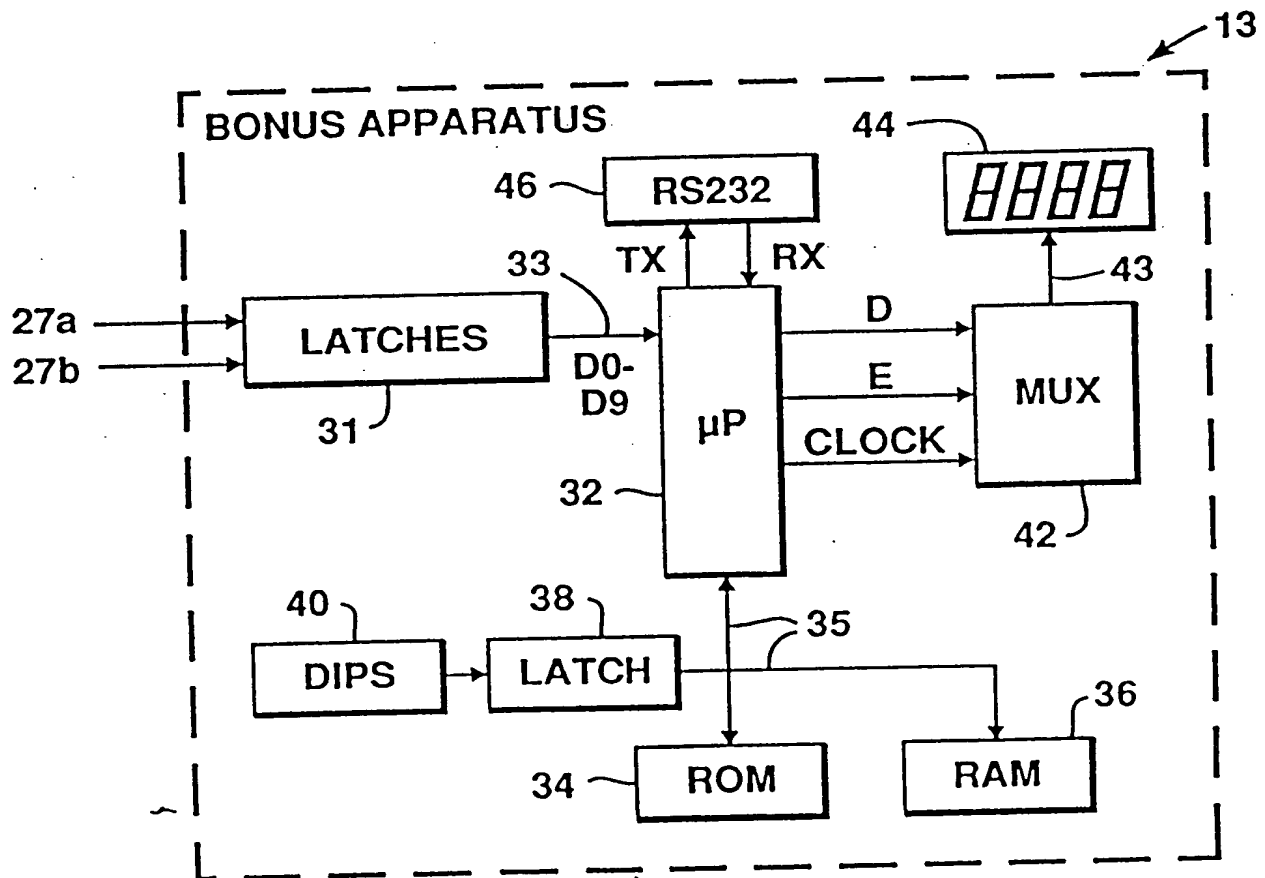 13
BONUS APPARATUS
44
46
RS232
TX
RX
33
43
27a
27b
LATCHES
D0-
D9
31
µP
D
E
CLOCK
MUX
32
42
40
38
35
DIPS
LATCH
36
34
ROM
RAM